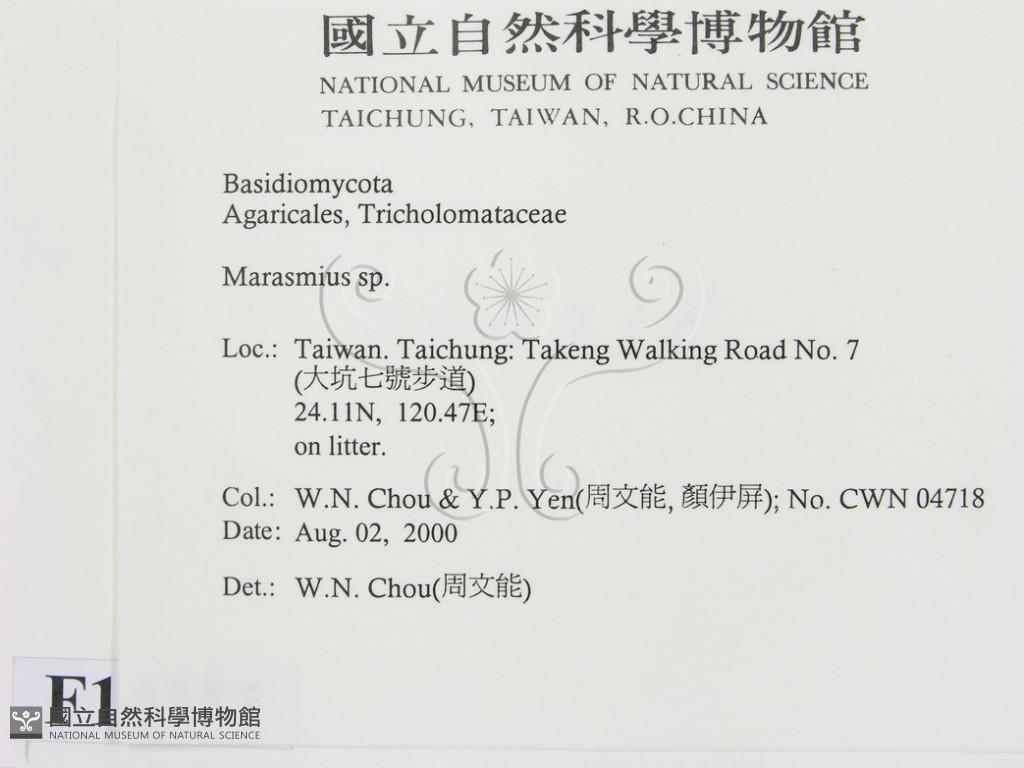 國立自然科學博物館
NATIONAL MUSEUM OF NATURAL SCIENCE
TAICHUNG, TAIWAN, R.O.CHINA
Basidiomycota
Agaricales, Tricholomataceae
Marasmius sp.
Loc.: Taiwan. Taichung: Takeng Walking Road No. 7
(大坑七號步道)
24.11N, 120.47E;
on litter.
Col.: W.N. Chou & Y.P. Yen(周文能, 顏伊屏); No. CWN 04718
Date: Aug. 02, 2000
Det.: W.N. Chou(周文能)
F1
國立自然科學博物館
NATIONAL MUSEUM OF NATURAL SCIENCE